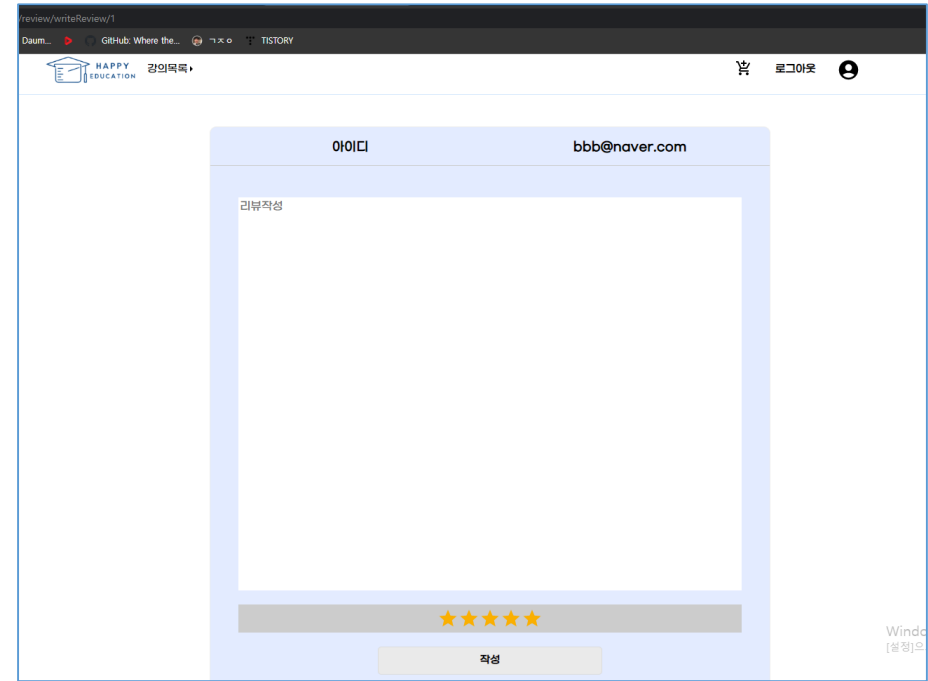 /review/writeReview/1
Daum... GitHub: Where the... ㄱㅈㅇ TISTORY
HAPPY EDUCATION 강의목록 로그아웃
아이디 bbb@naver.com
리뷰작성
작성
Windo
[설정]으